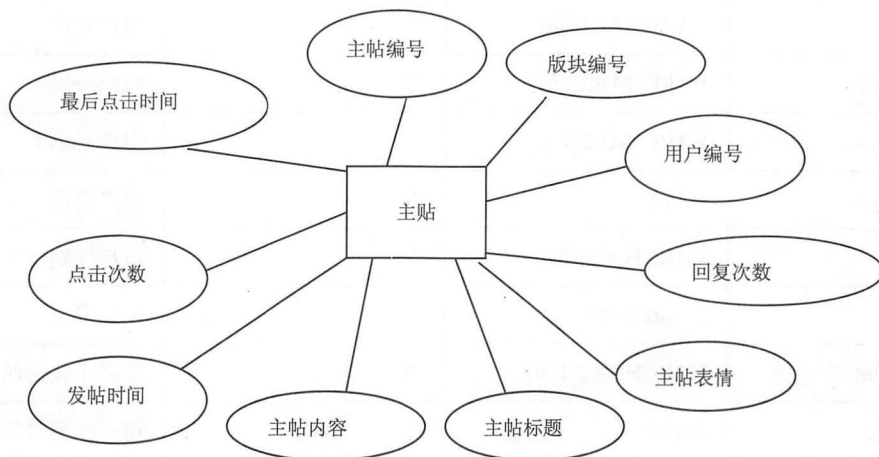 主帖编号
版块编号
最后点击时间
用户编号
主贴
点击次数
回复次数
发帖时间
主帖表情
主帖内容
主帖标题